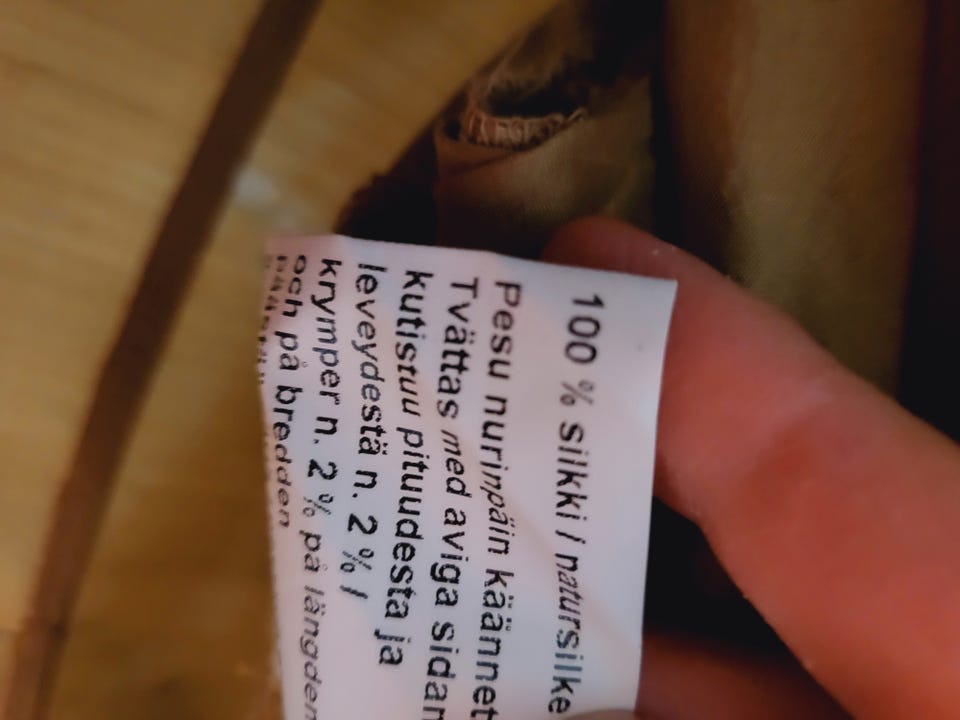 100 % silkki / natursilke
Pesu nurinpäin käännet
Tvättas med aviga sidan
kutistuu pituudesta ja
leveydestä n. 2 % /
krymper n. 2 % på längden
och på bredden